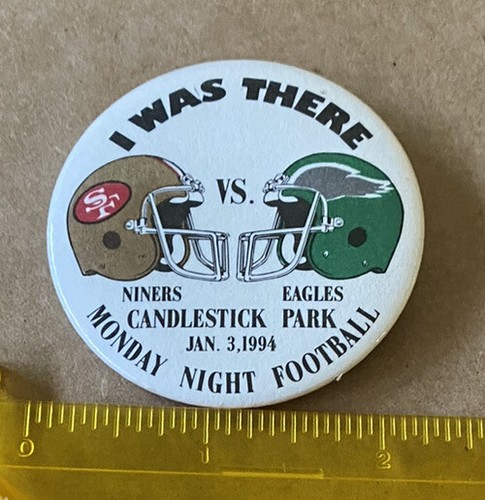 I WAS THERE
SF
VS.
NINERS EAGLES
CANDLESTICK PARK
JAN. 3,1994
MONDAY NIGHT FOOTBALL
0 1 2